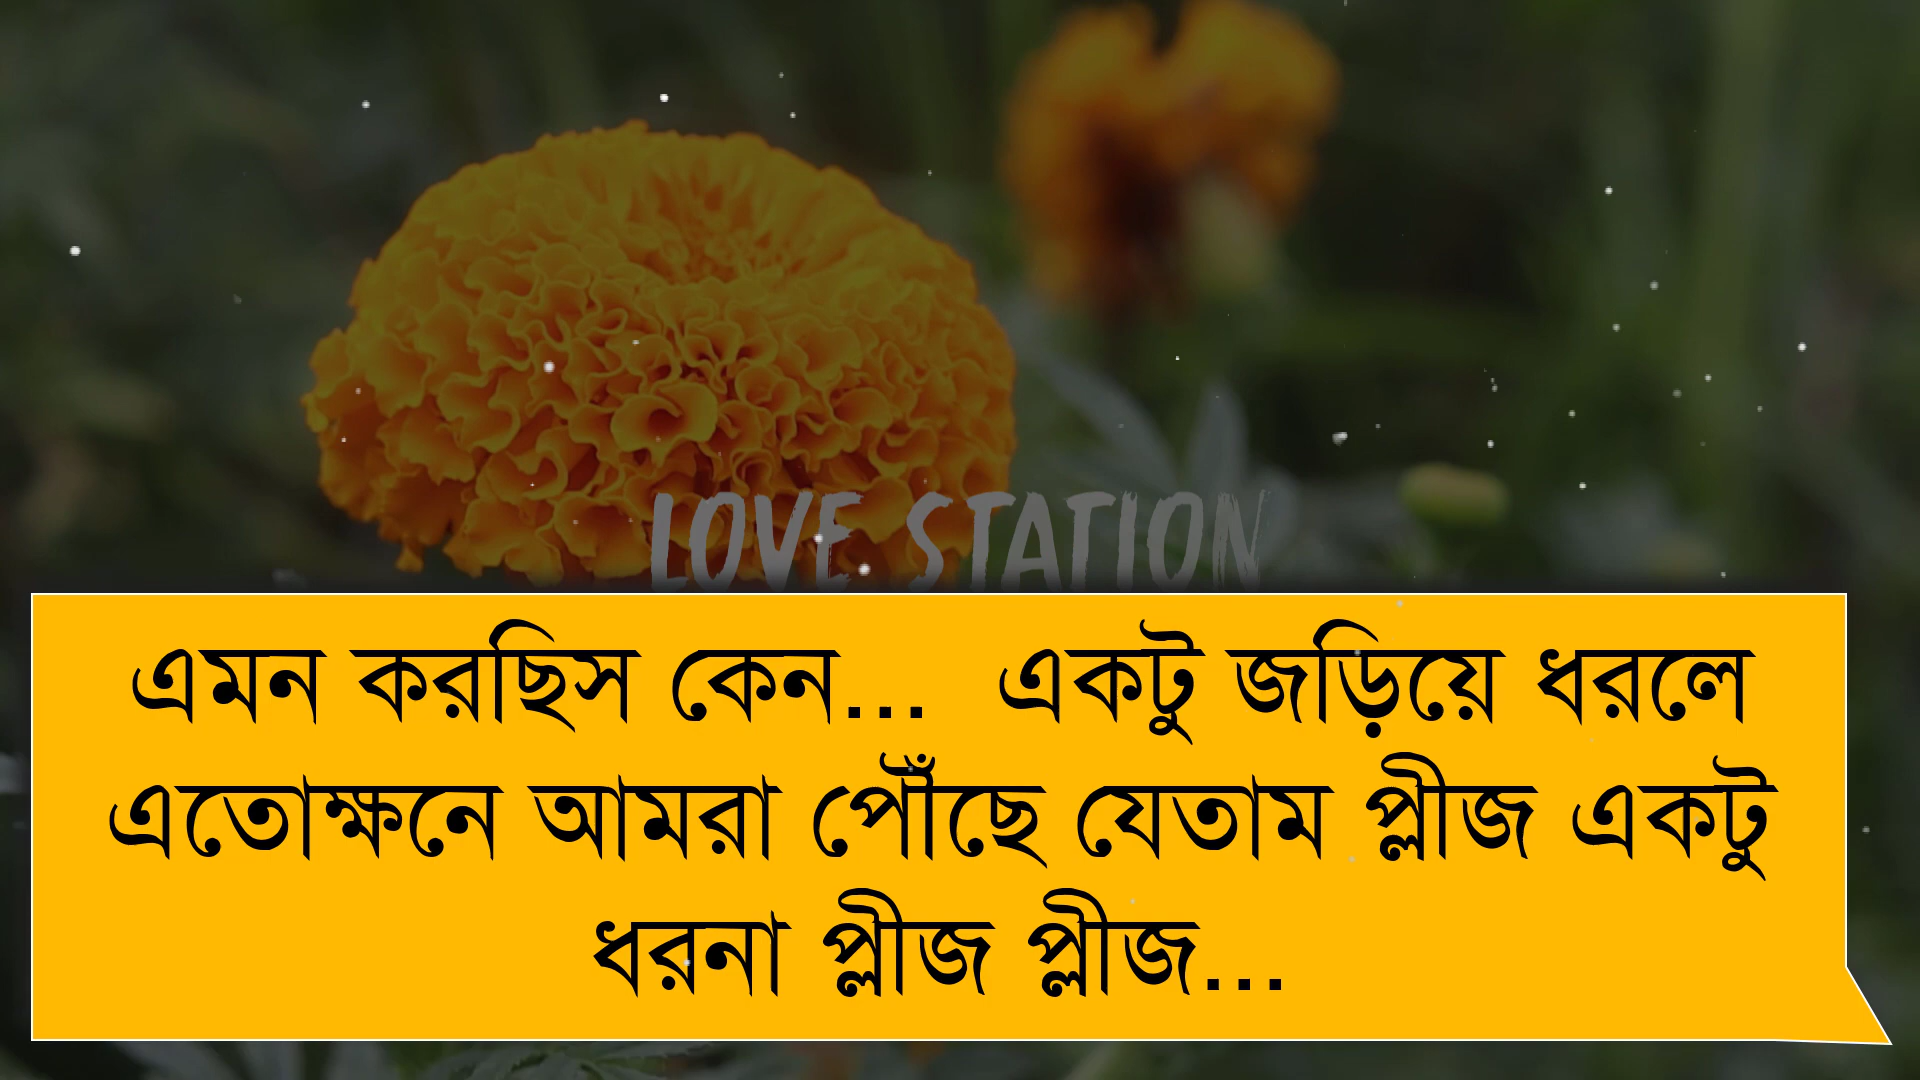 LOVE STATION
এমন করছিস কেন... একটু জড়িয়ে ধরলে
এতোক্ষনে আমরা পৌঁছে যেতাম প্লীজ একটু
ধরনা প্লীজ প্লীজ...